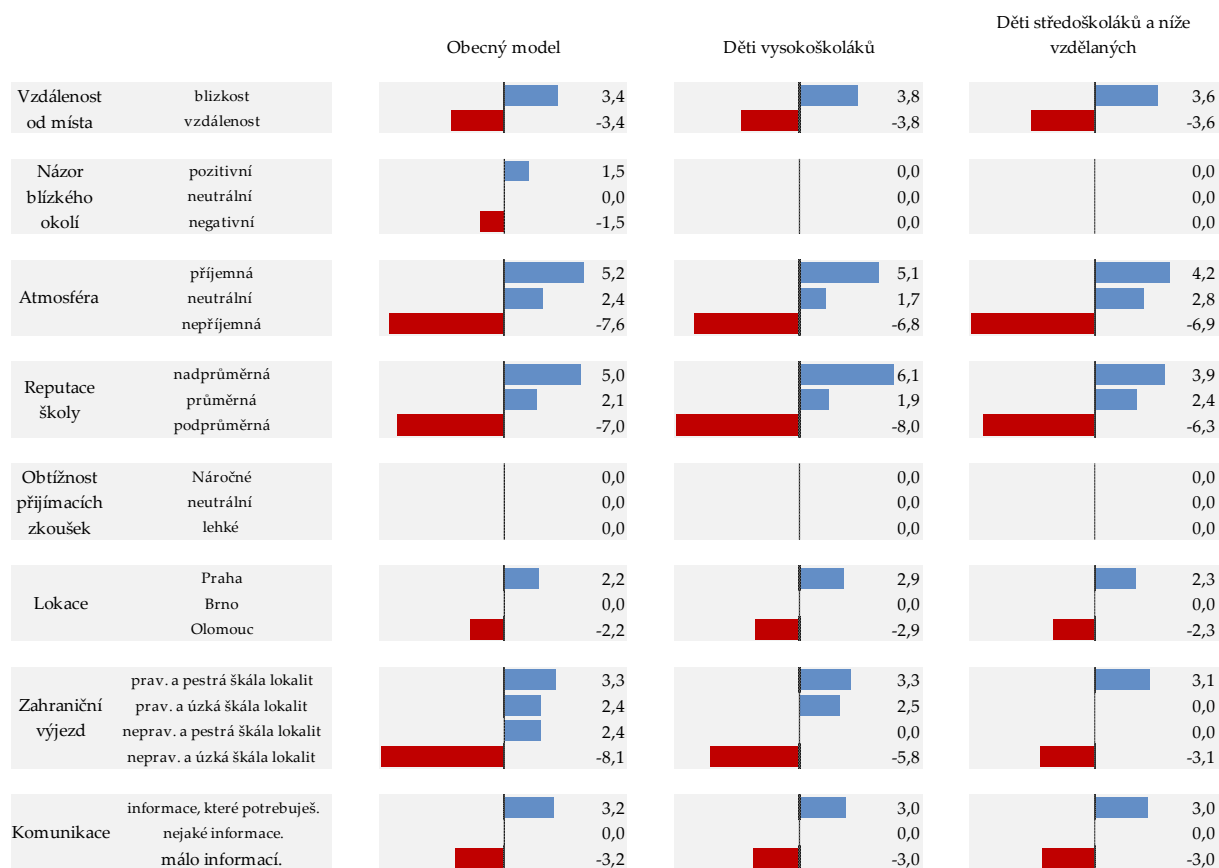 Obecný model
Děti vysokoškoláků
Děti středoškoláků a níže
vzdělaných
Vzdálenost
od místa
blizkost 3,4 3,8 3,6
vzdálenost -3,4 -3,8 -3,6
Názor
blízkého
okolí
pozitivní 1,5 0,0 0,0
neutrální 0,0 0,0 0,0
negativní -1,5 0,0 0,0
Atmosféra
příjemná 5,2 5,1 4,2
neutrální 2,4 1,7 2,8
nepříjemná -7,6 -6,8 -6,9
Reputace
školy
nadprůměrná 5,0 6,1 3,9
průměrná 2,1 1,9 2,4
podprůměrná -7,0 -8,0 -6,3
Obtížnost
přijímacích
zkoušek
Náročné 0,0 0,0 0,0
neutrální 0,0 0,0 0,0
lehké 0,0 0,0 0,0
Lokace
Praha 2,2 2,9 2,3
Brno 0,0 0,0 0,0
Olomouc -2,2 -2,9 -2,3
Zahraniční
výjezd
prav. a pestrá škála lokalit 3,3 3,3 3,1
prav. a úzká škála lokalit 2,4 2,5 0,0
neprav. a pestrá škála lokalit 2,4 0,0 0,0
neprav. a úzká škála lokalit -8,1 -5,8 -3,1
Komunikace
informace, které potrebuješ. 3,2 3,0 3,0
nejaké informace. 0,0 0,0 0,0
málo informací. -3,2 -3,0 -3,0